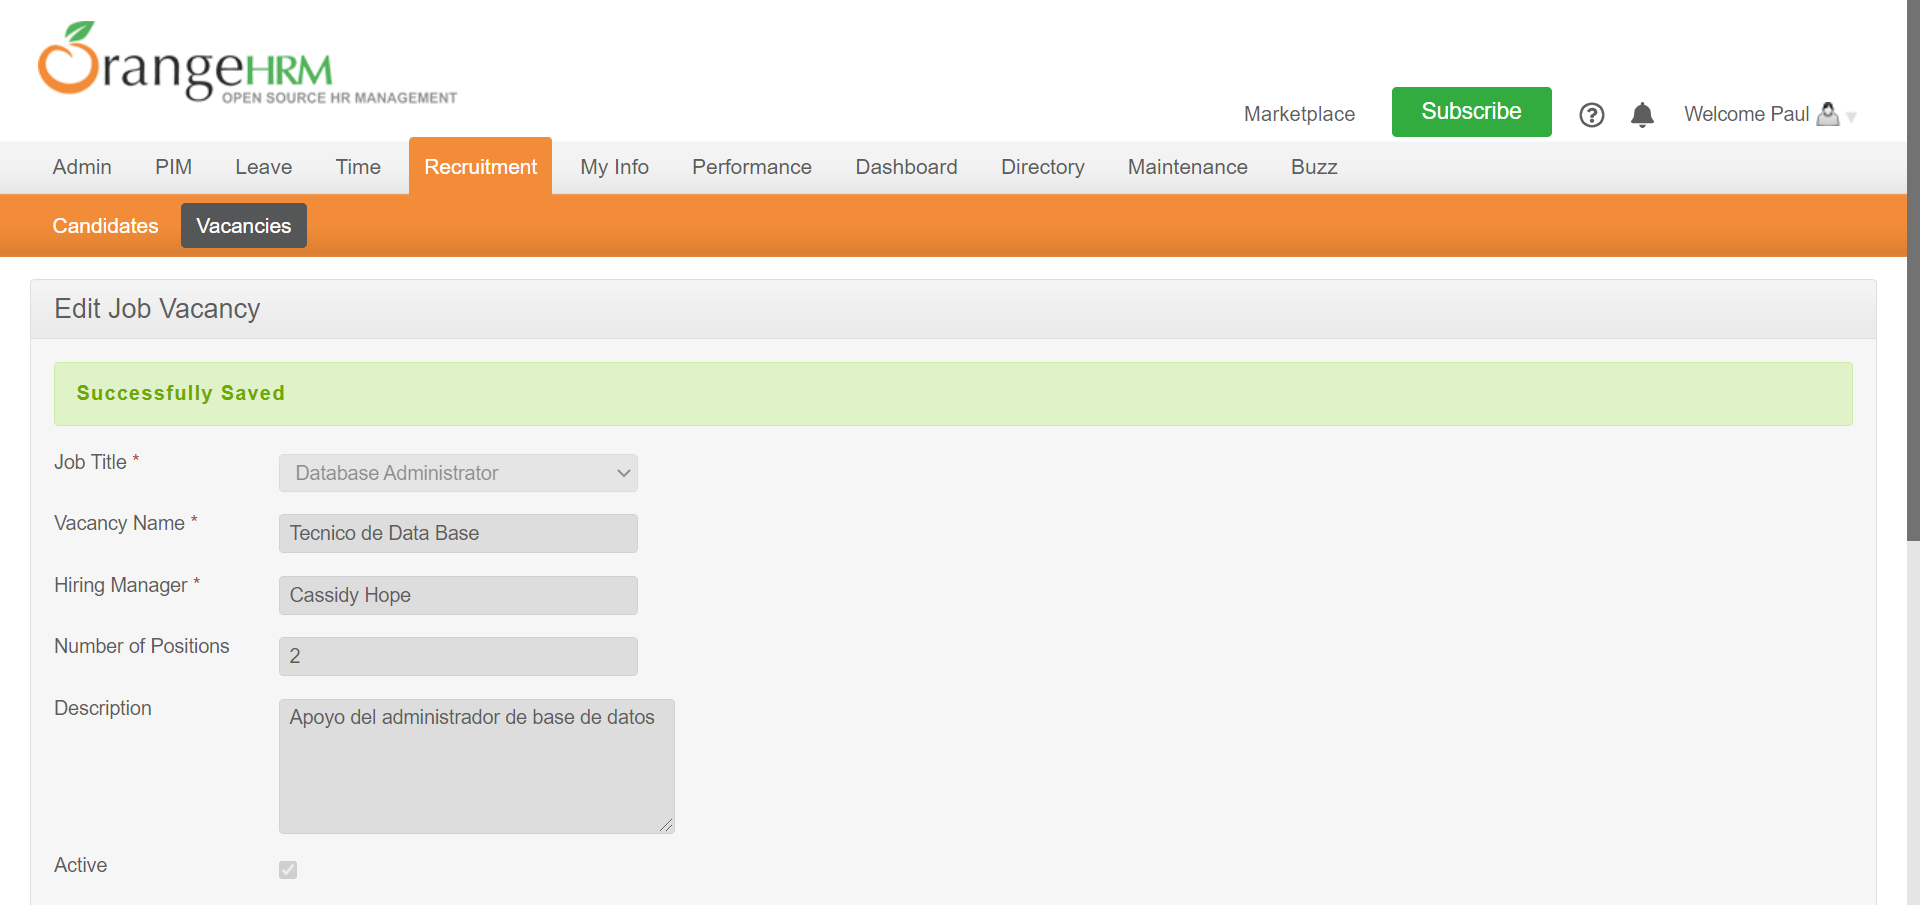 OrangeHRM
OPEN SOURCE HR MANAGEMENT
Marketplace
Subscribe
?
Welcome Paul
Admin PIM Leave Time Recruitment My Info Performance Dashboard Directory Maintenance Buzz
Candidates Vacancies
Edit Job Vacancy
Successfully Saved
Job Title * Database Administrator
Vacancy Name * Tecnico de Data Base
Hiring Manager * Cassidy Hope
Number of Positions 2
Description Apoyo del administrador de base de datos
Active